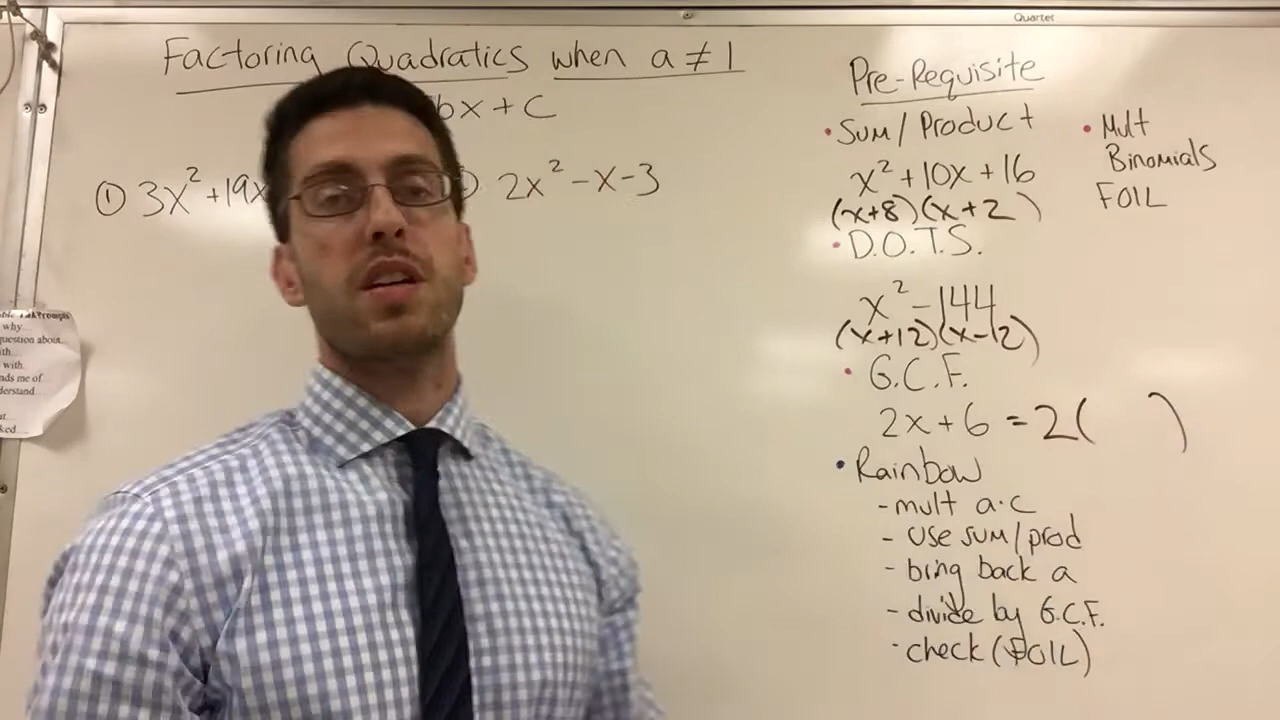 Quartet
Factoring Quadratics when a ≠ 1
bx + C
① 3x² + 19x
2x² - x - 3
Pre-Requisite
• Sum / Product
x² + 10x + 16
(x+8)(x+2)
• D.O.T.S.
x² - 144
(x+12)(x-12)
• G.C.F.
2x + 6 = 2( )
• Rainbow
- mult a·c
- use sum/prod
- bring back a
- divide by G.C.F.
- check (FOIL)
• Mult
Binomials
FOIL
why...
question about...
with.
nds me of
derstand